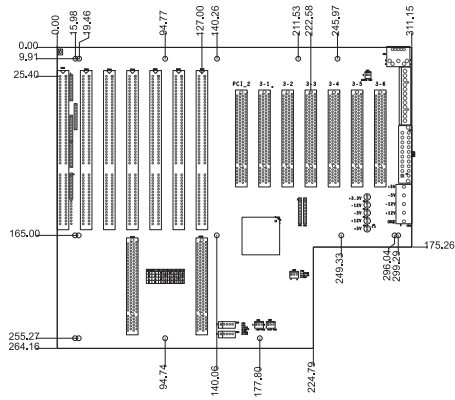 0.00
15.98
19.46
94.77
127.00
140.26
211.53
222.58
245.97
311.15
0.00
9.91
25.40
PCI_2 3-1 3-2 3-3 3-4 3-5 3-6
+3.3V
-12V
-5V
+12V
+5V
+5V
-5V
-12V
+12V
GND
165.00
175.26
249.33
296.04
299.29
255.27
264.16
94.74
140.06
177.80
224.79